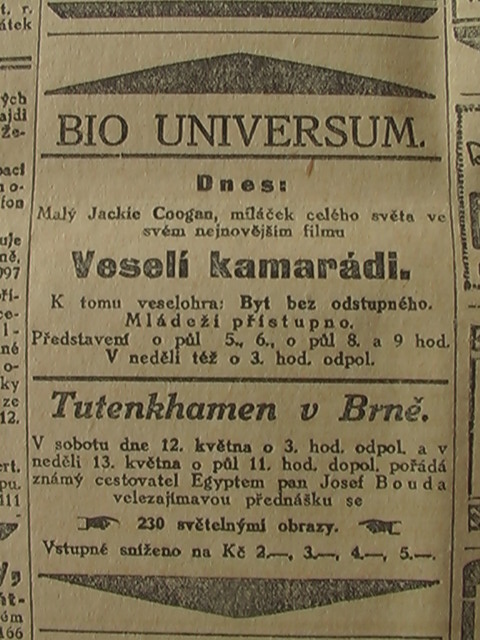 BIO UNIVERSUM.
Dnes:
Malý Jackie Coogan, miláček celého světa ve
svém nejnovějším filmu
Veselí kamarádi.
K tomu veselohra: Byt bez odstupného.
Mládeži přístupno.
Představení o půl 5., 6., o půl 8. a 9 hod.
V neděli též o 3. hod. odpol.
Tutenkhamen v Brně.
V sobotu dne 12. května o 3. hod. odpol. a v
neděli 13. května o půl 11. hod. dopol. pořádá
známý cestovatel Egyptem pan Josef Bouda
velezajímavou přednášku se
230 světelnými obrazy.
Vstupné sníženo na Kč 2.—, 3.—, 4.—, 5.—.